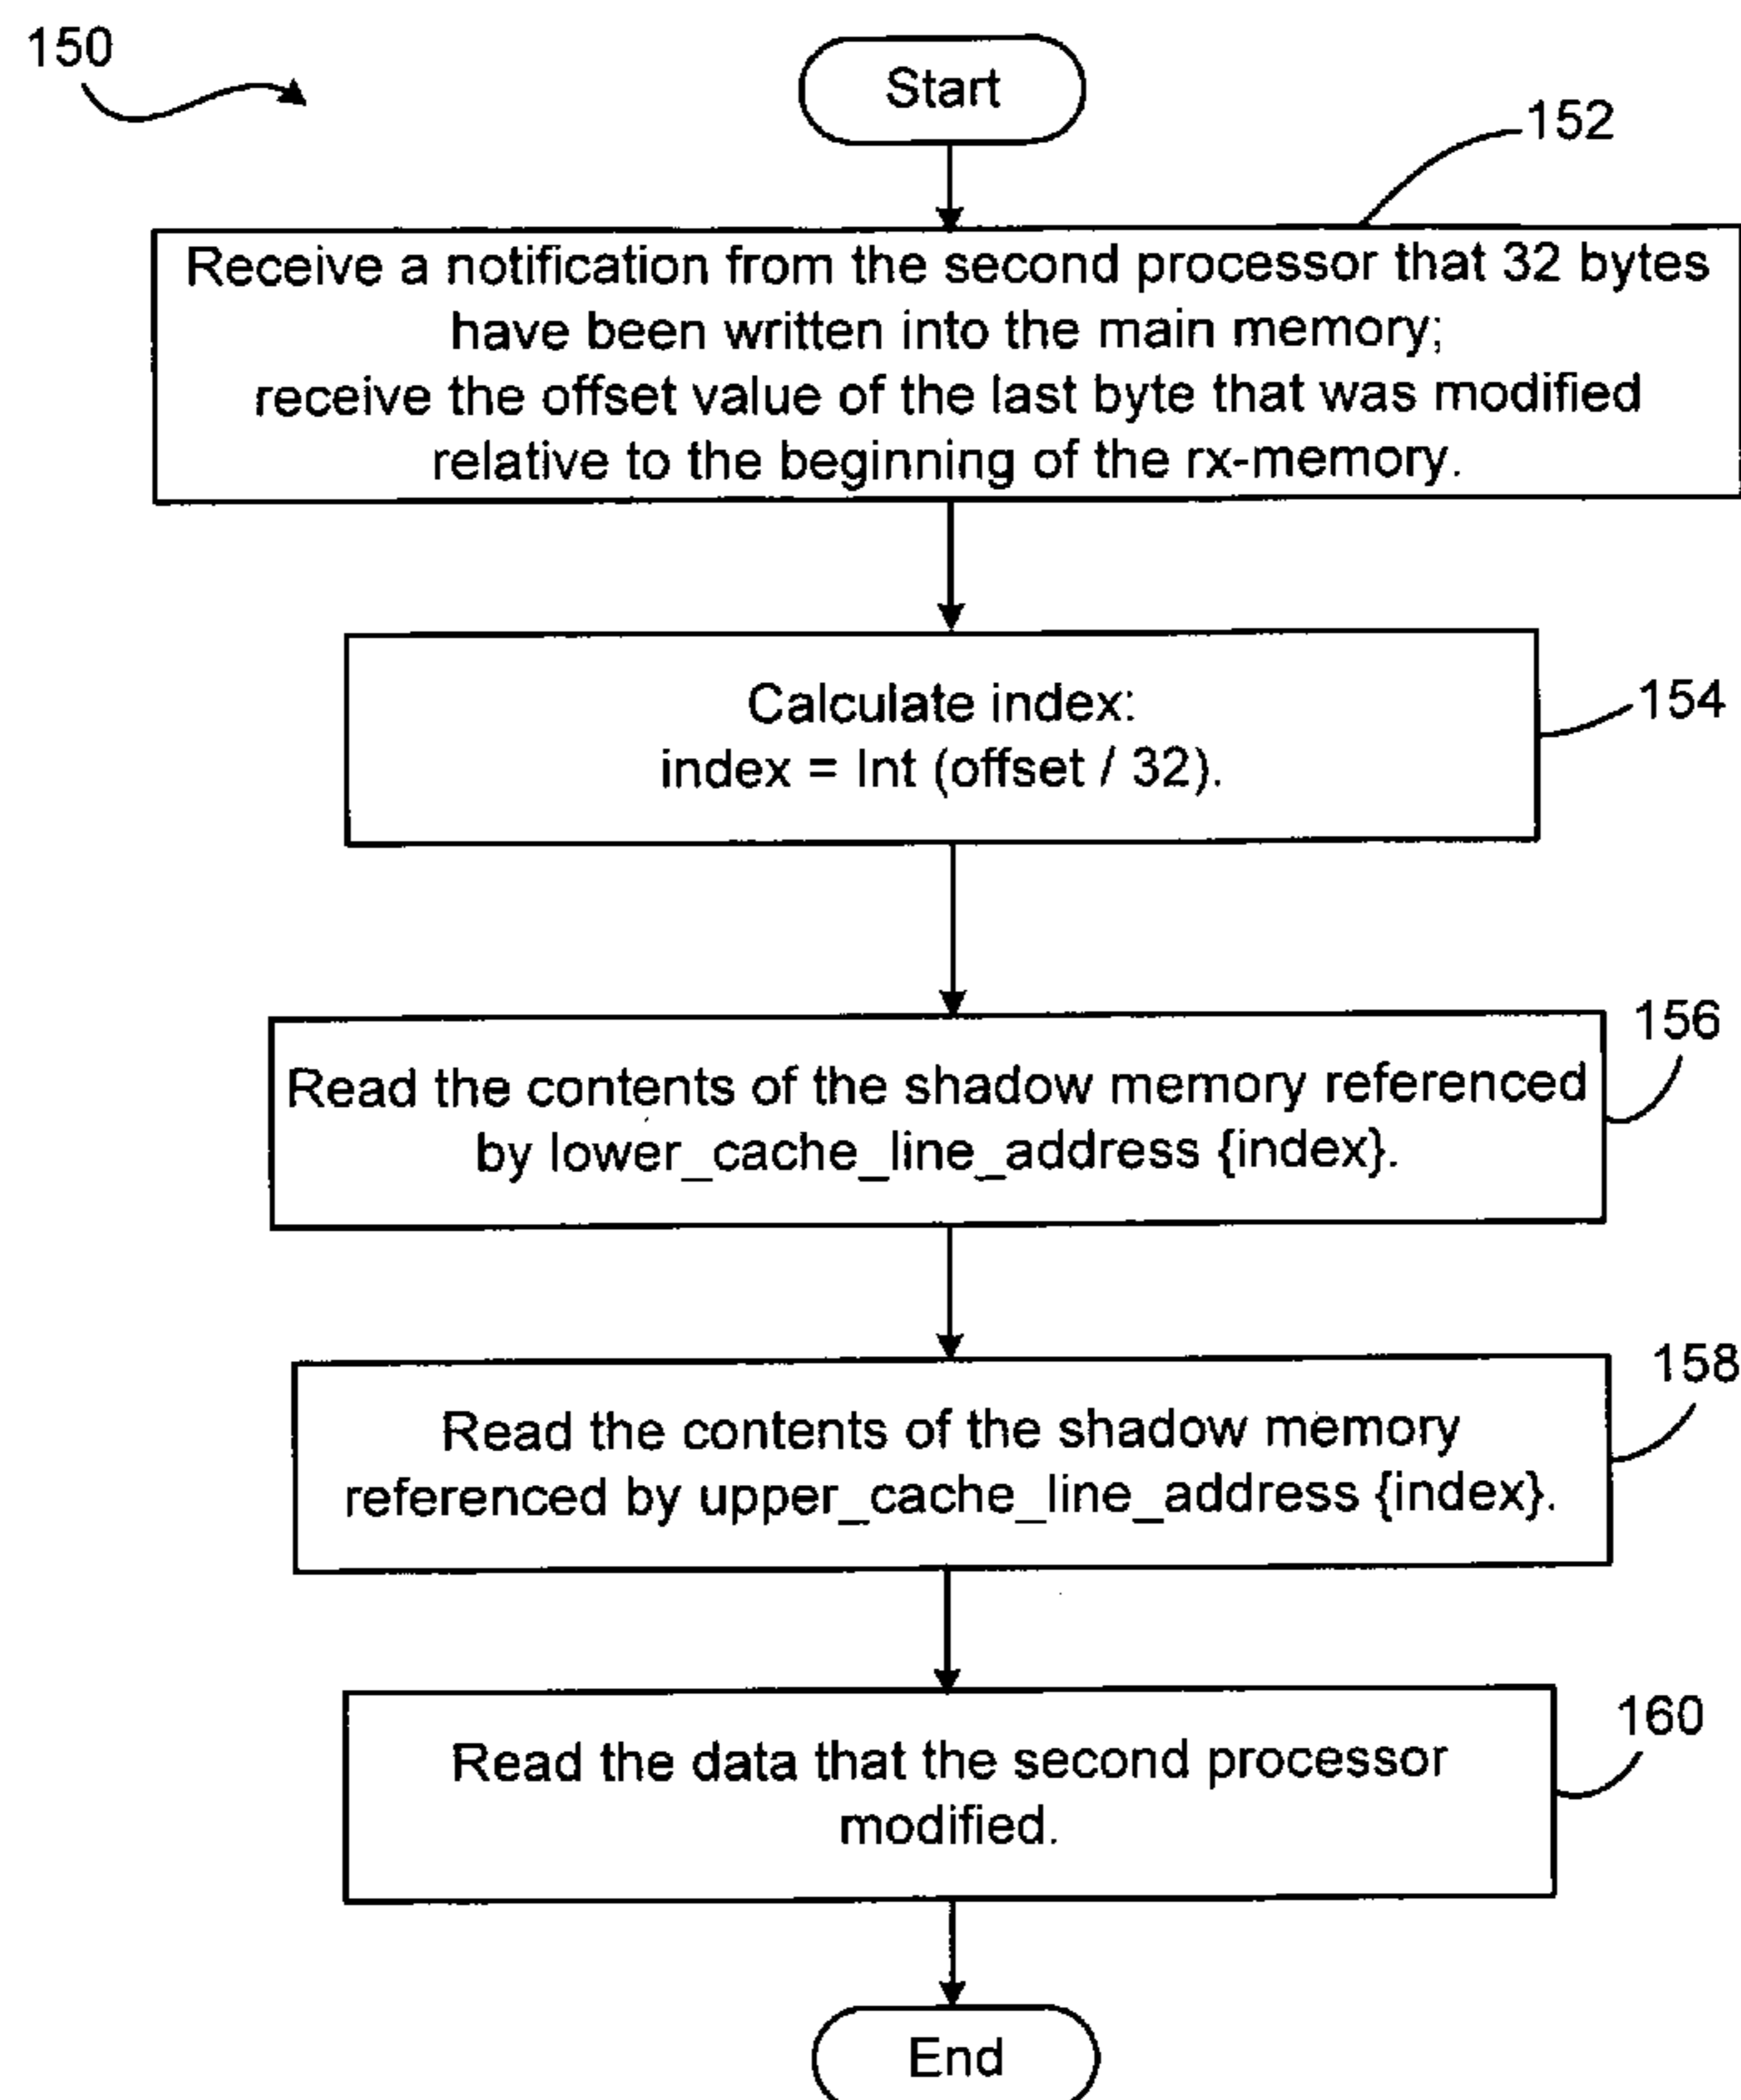 150
Start
152
Receive a notification from the second processor that 32 bytes
have been written into the main memory;
receive the offset value of the last byte that was modified
relative to the beginning of the rx-memory.
Calculate index:
index = Int (offset / 32).
154
156
Read the contents of the shadow memory referenced
by lower_cache_line_address {index}.
158
Read the contents of the shadow memory
referenced by upper_cache_line_address {index}.
160
Read the data that the second processor
modified.
End